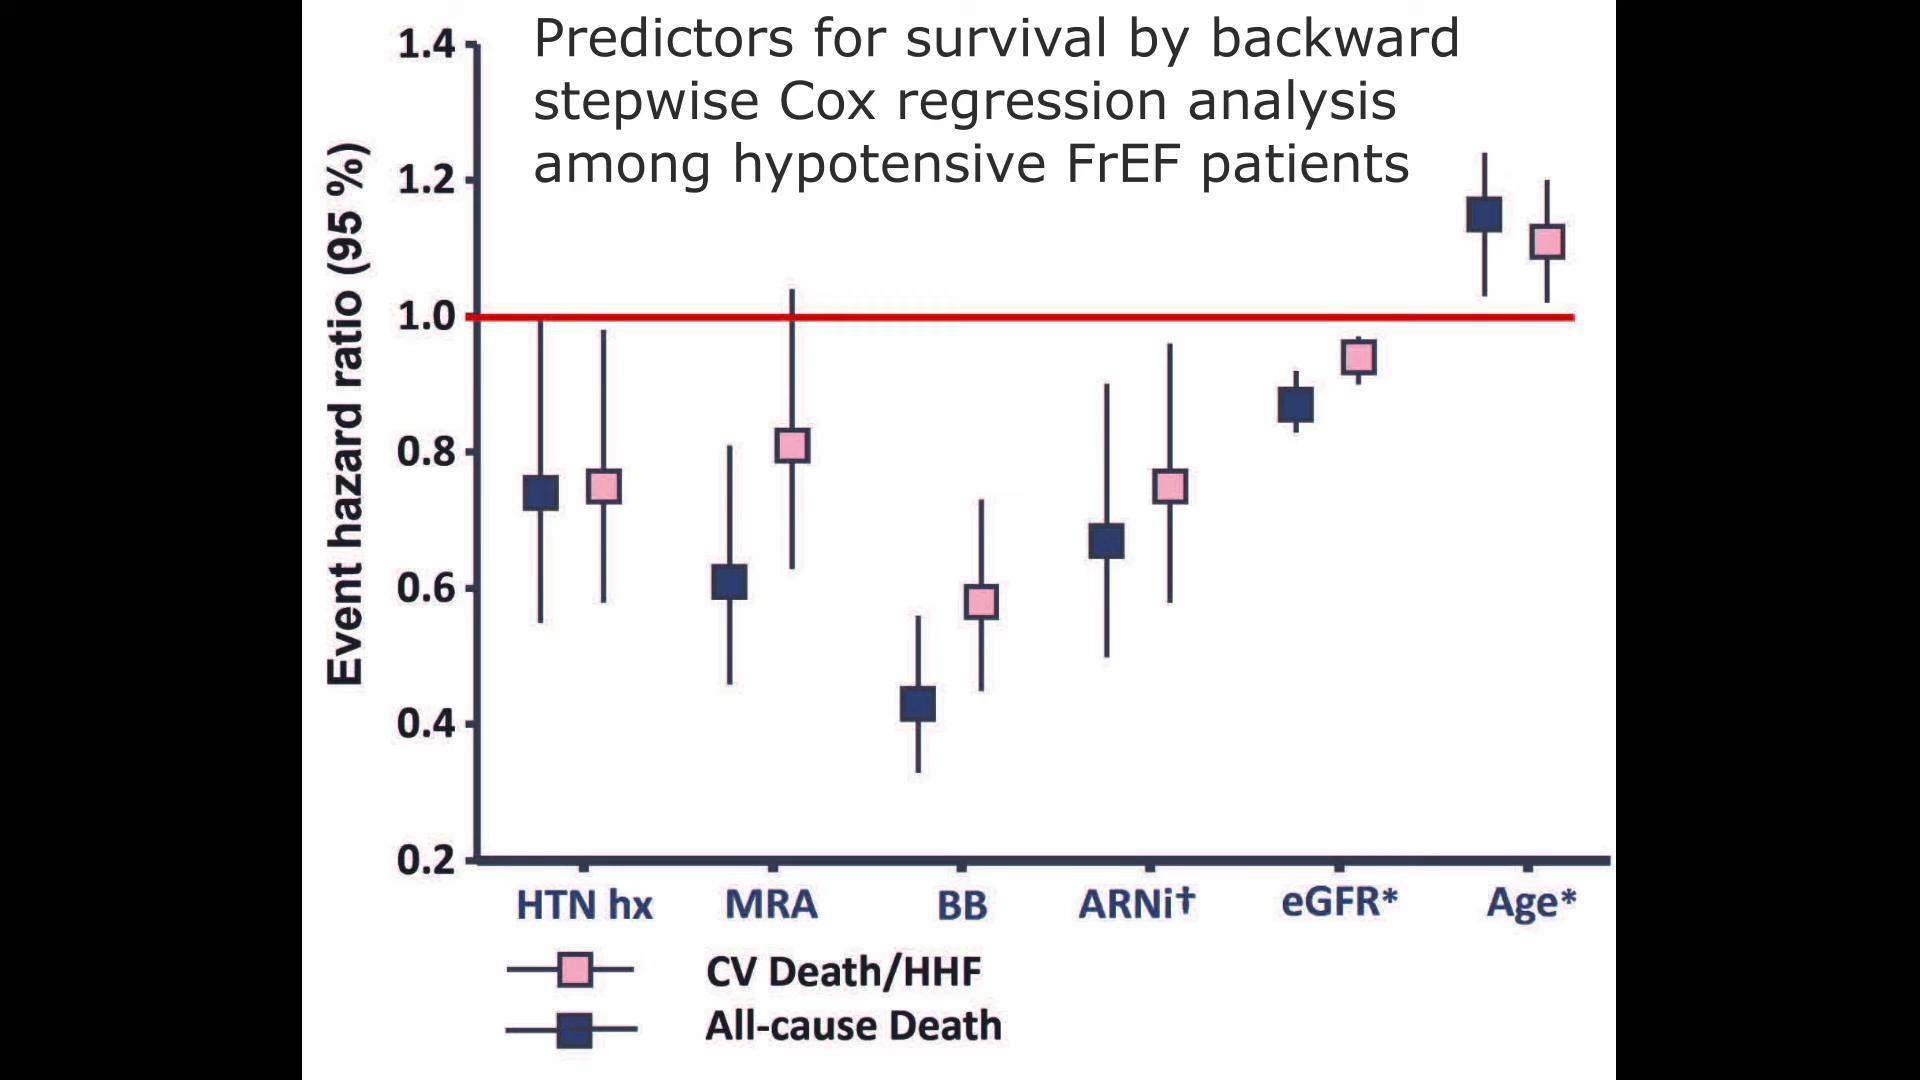 Predictors for survival by backward
stepwise Cox regression analysis
among hypotensive FrEF patients
Event hazard ratio (95 %)
1.4
1.2
1.0
0.8
0.6
0.4
0.2
HTN hx MRA BB ARNi† eGFR* Age*
CV Death/HHF
All-cause Death